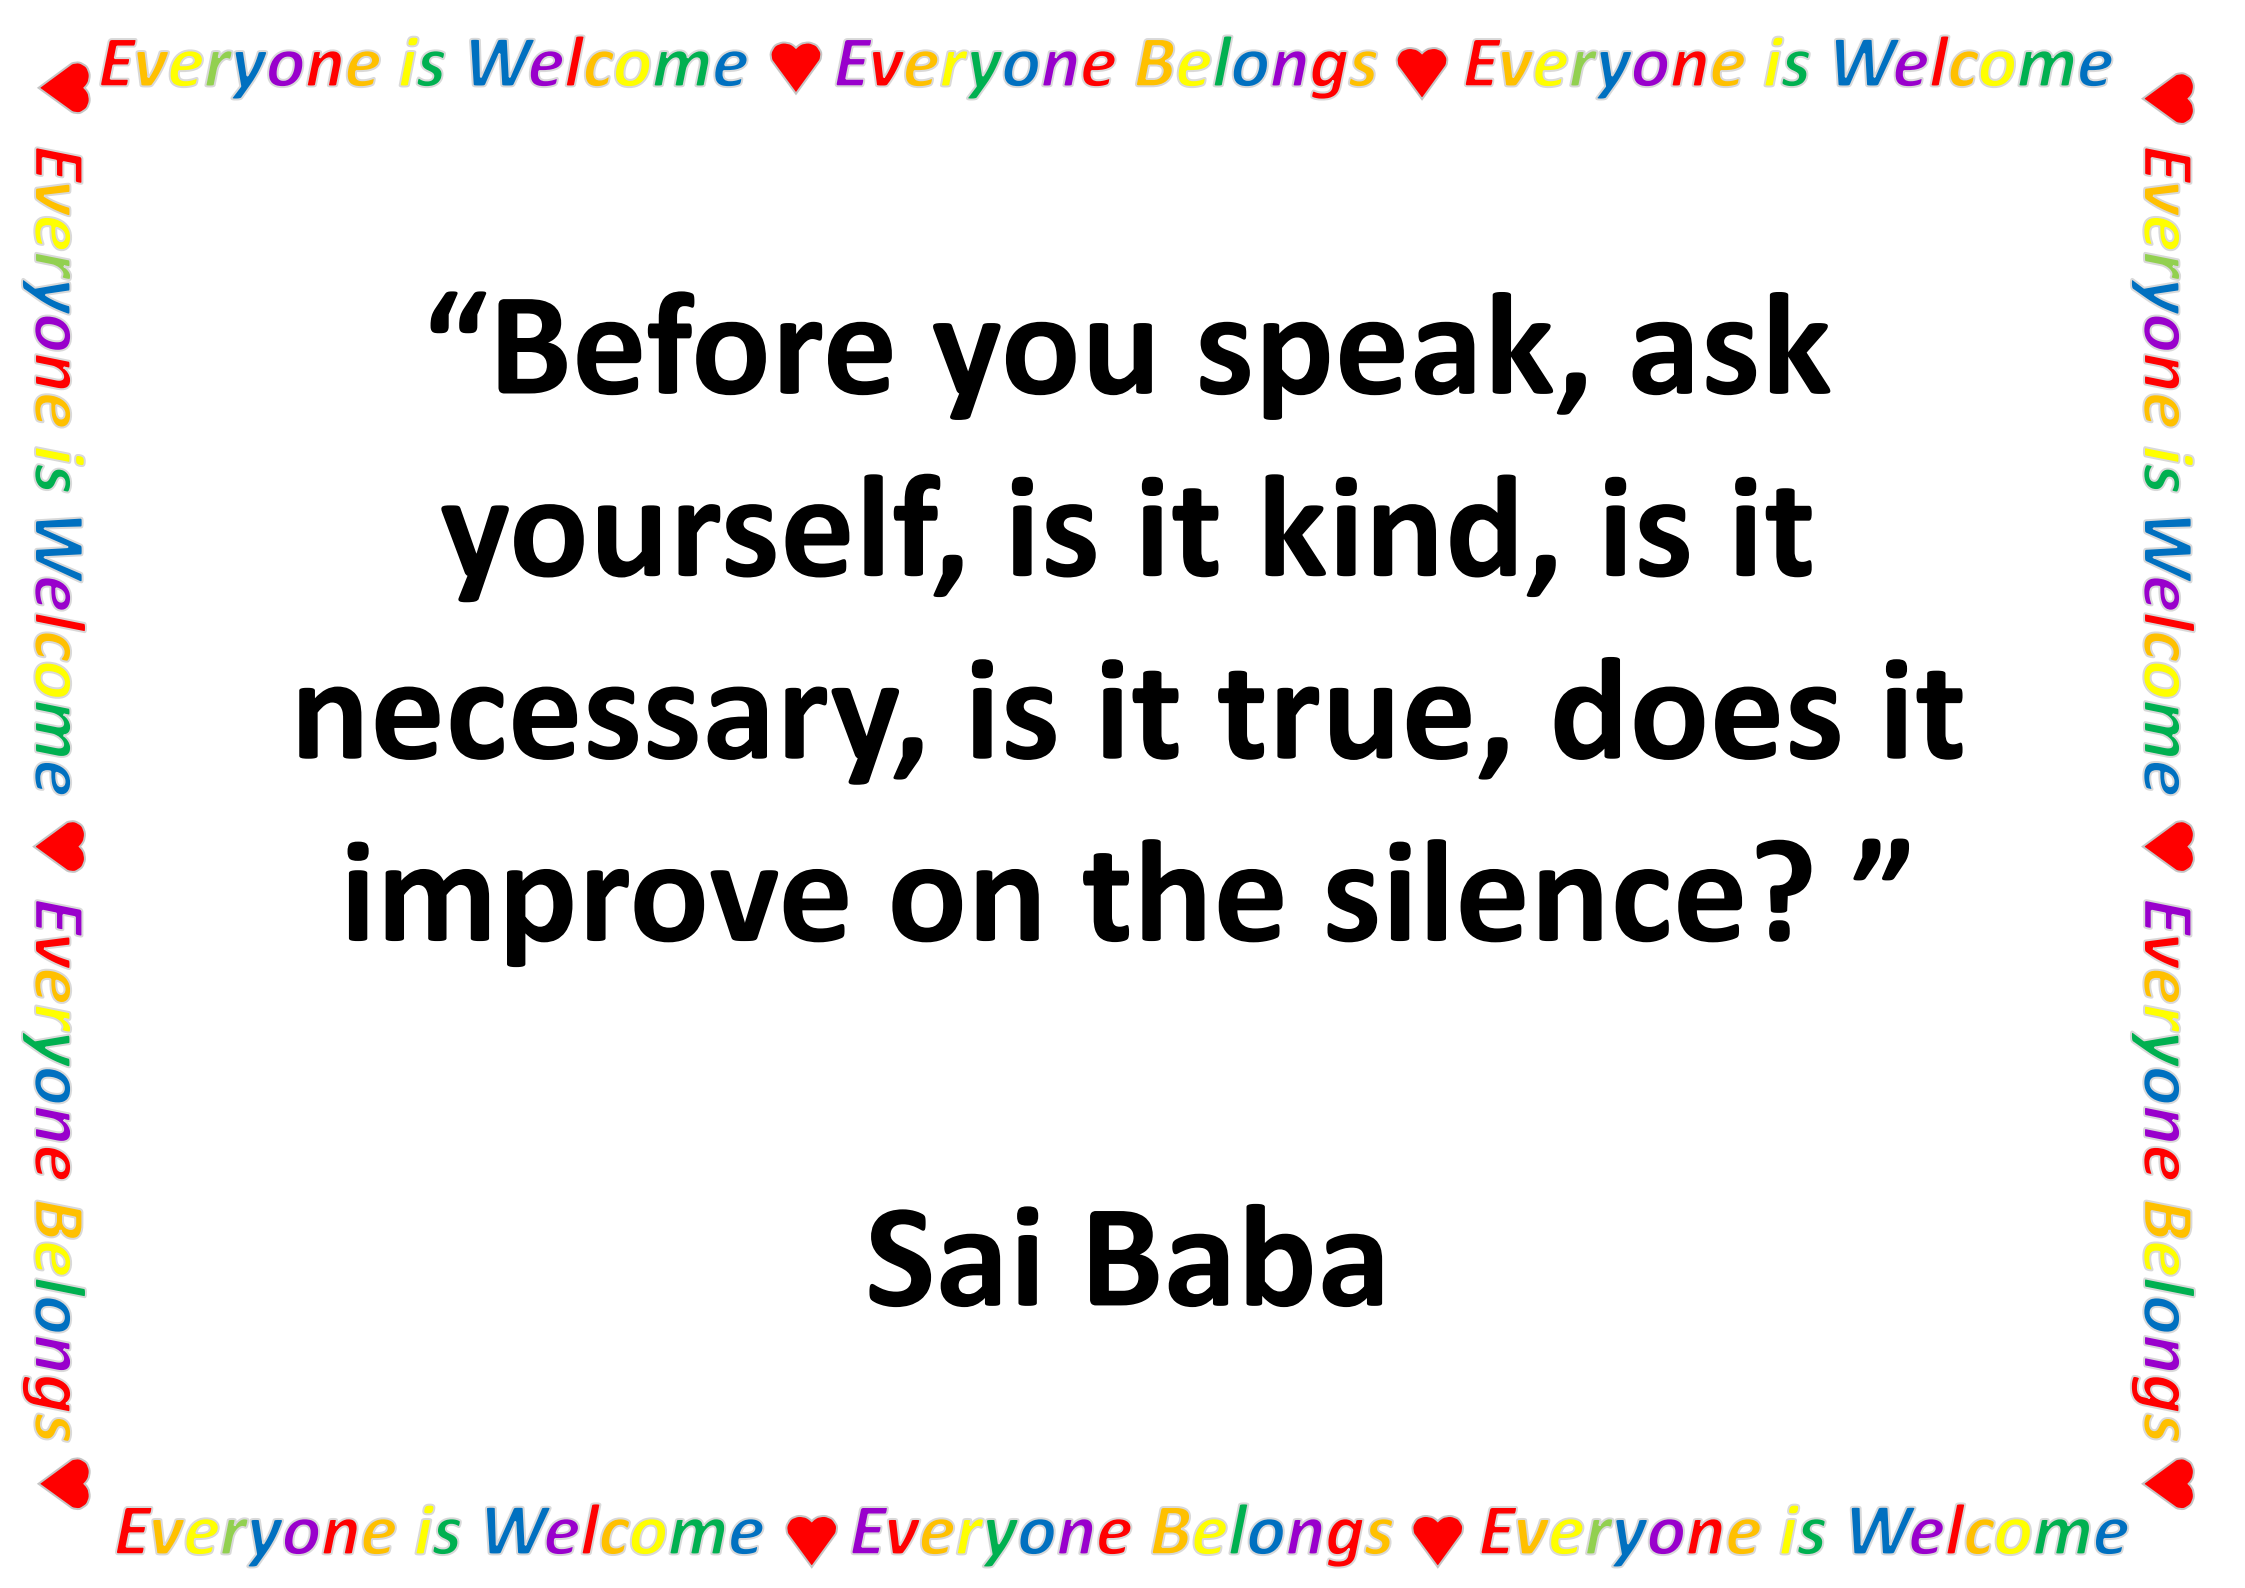 Everyone is Welcome ♥ Everyone Belongs ♥ Everyone is Welcome
♥ Everyone is Welcome ♥ Everyone Belongs ♥
“Before you speak, ask
yourself, is it kind, is it
necessary, is it true, does it
improve on the silence? ”
Sai Baba
♥ Everyone is Welcome ♥ Everyone Belongs ♥
Everyone is Welcome ♥ Everyone Belongs ♥ Everyone is Welcome